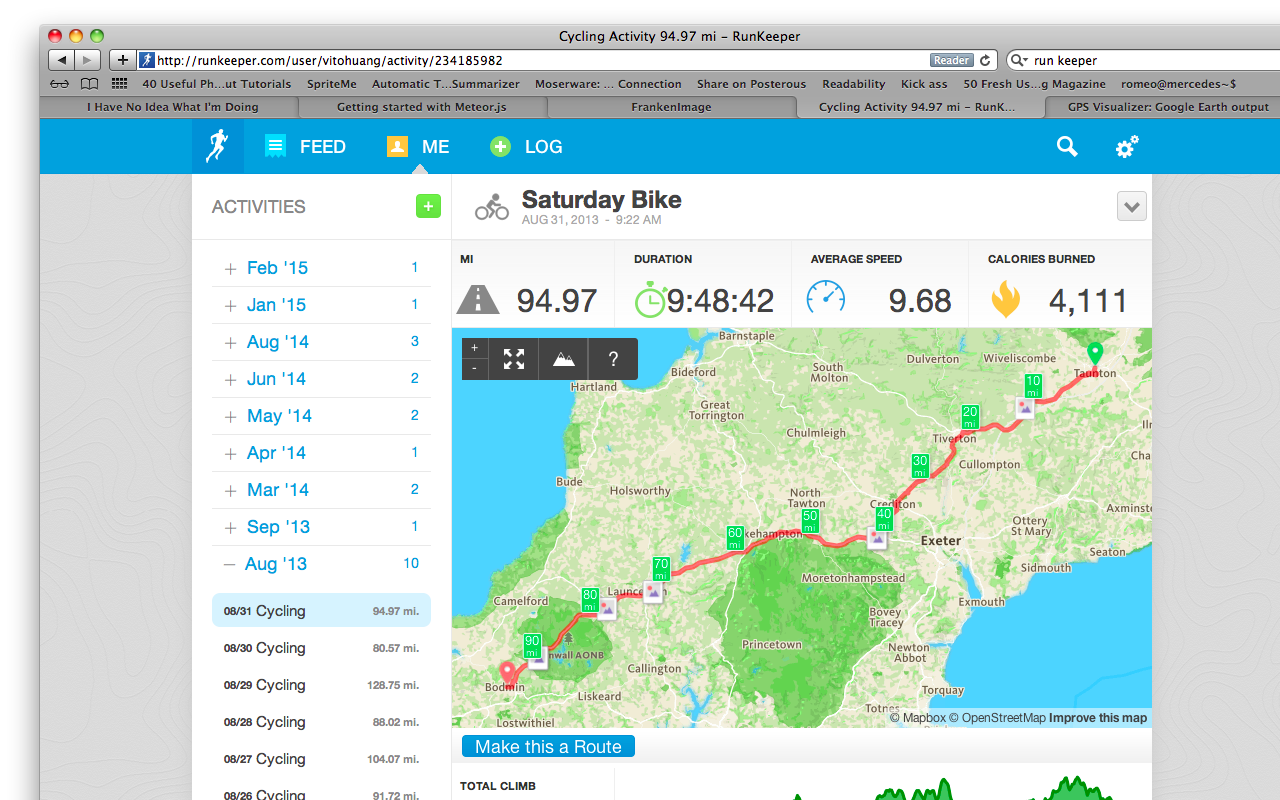 Cycling Activity 94.97 mi – RunKeeper
http://runkeeper.com/user/vitohuang/activity/234185982
Reader
run keeper
40 Useful Ph...ut Tutorials SpriteMe Automatic T...Summarizer Moserware: ... Connection Share on Posterous Readability Kick ass 50 Fresh Us...g Magazine romeo@mercedes~$
I Have No Idea What I'm Doing Getting started with Meteor.js FrankenImage Cycling Activity 94.97 mi – RunK... GPS Visualizer: Google Earth output
FEED ME LOG
ACTIVITIES +
+ Feb '15 1
+ Jan '15 1
+ Aug '14 3
+ Jun '14 2
+ May '14 2
+ Apr '14 1
+ Mar '14 2
+ Sep '13 1
– Aug '13 10
08/31 Cycling 94.97 mi.
08/30 Cycling 80.57 mi.
08/29 Cycling 128.75 mi.
08/28 Cycling 88.02 mi.
08/27 Cycling 104.07 mi.
08/26 Cycling 91.72 mi.
Saturday Bike
AUG 31, 2013 - 9:22 AM
MI DURATION AVERAGE SPEED CALORIES BURNED
94.97 9:48:42 9.68 4,111
+
-
?
Barnstaple
Dulverton
Wiveliscombe
Bideford
South
Molton
Taunton
Hartland
10
mi
Great
Torrington
20
mi
Chulmleigh
Tiverton
Cha
30
mi
Cullompton
Bude
Holsworthy
North
Tawton
Crediton
Axminste
40
mi
50
mi
Ottery
St Mary
60
mi
kehampton
Exeter
Seaton
70
mi
Sidmouth
Moretonhampstead
80
mi
Launce
Camelford
Exmouth
Bovey
Tracey
90
mi
Princetown
Newton
Abbot
nwall AONB
Callington
Bodmin
Liskeard
Torquay
Totnes
Lostwithiel
© Mapbox © OpenStreetMap Improve this map
Make this a Route
TOTAL CLIMB